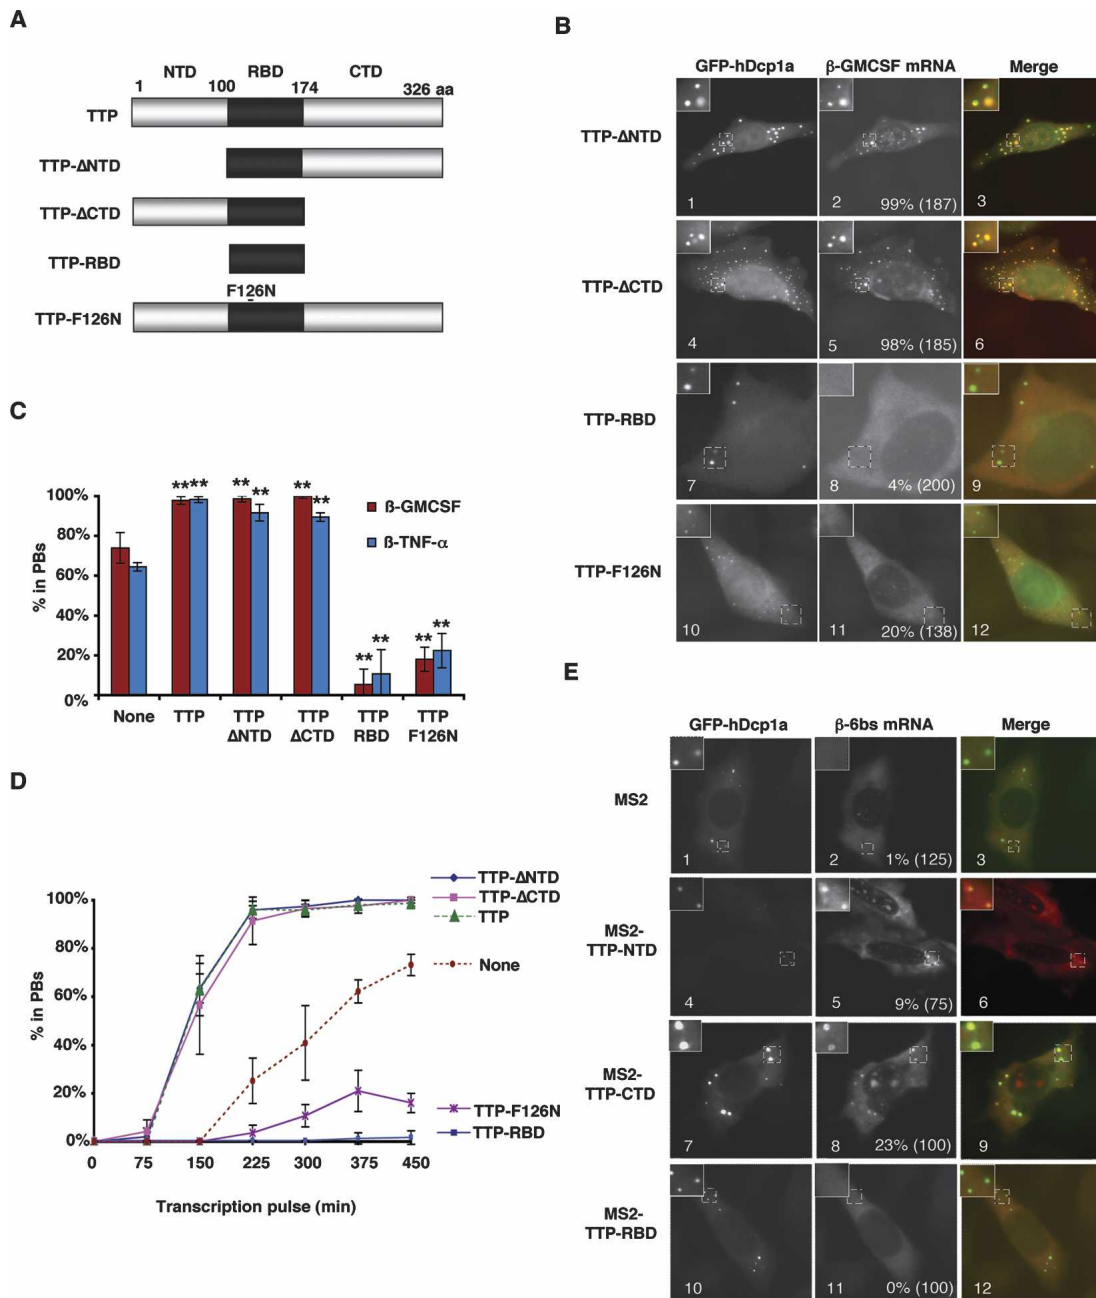 A
NTD RBD CTD
1 100 174 326 aa
TTP
TTP-ΔNTD
TTP-ΔCTD
TTP-RBD
F126N
TTP-F126N
B
GFP-hDcp1a β-GMCSF mRNA Merge
TTP-ΔNTD
1 2 99% (187) 3
TTP-ΔCTD
4 5 98% (185) 6
TTP-RBD
7 8 4% (200) 9
TTP-F126N
10 11 20% (138) 12
C
100%
80%
60%
40%
20%
0%
% in PBs
** ** ** ** ** ** ** ** ** **
ß-GMCSF
ß-TNF-α
None TTP TTP TTP TTP TTP
ΔNTD ΔCTD RBD F126N
D
100%
80%
60%
40%
20%
0%
% in PBs
TTP-ΔNTD
TTP-ΔCTD
TTP
None
TTP-F126N
TTP-RBD
0 75 150 225 300 375 450
Transcription pulse (min)
E
GFP-hDcp1a β-6bs mRNA Merge
MS2
1 2 1% (125) 3
MS2-
TTP-NTD
4 5 9% (75) 6
MS2-
TTP-CTD
7 8 23% (100) 9
MS2-
TTP-RBD
10 11 0% (100) 12